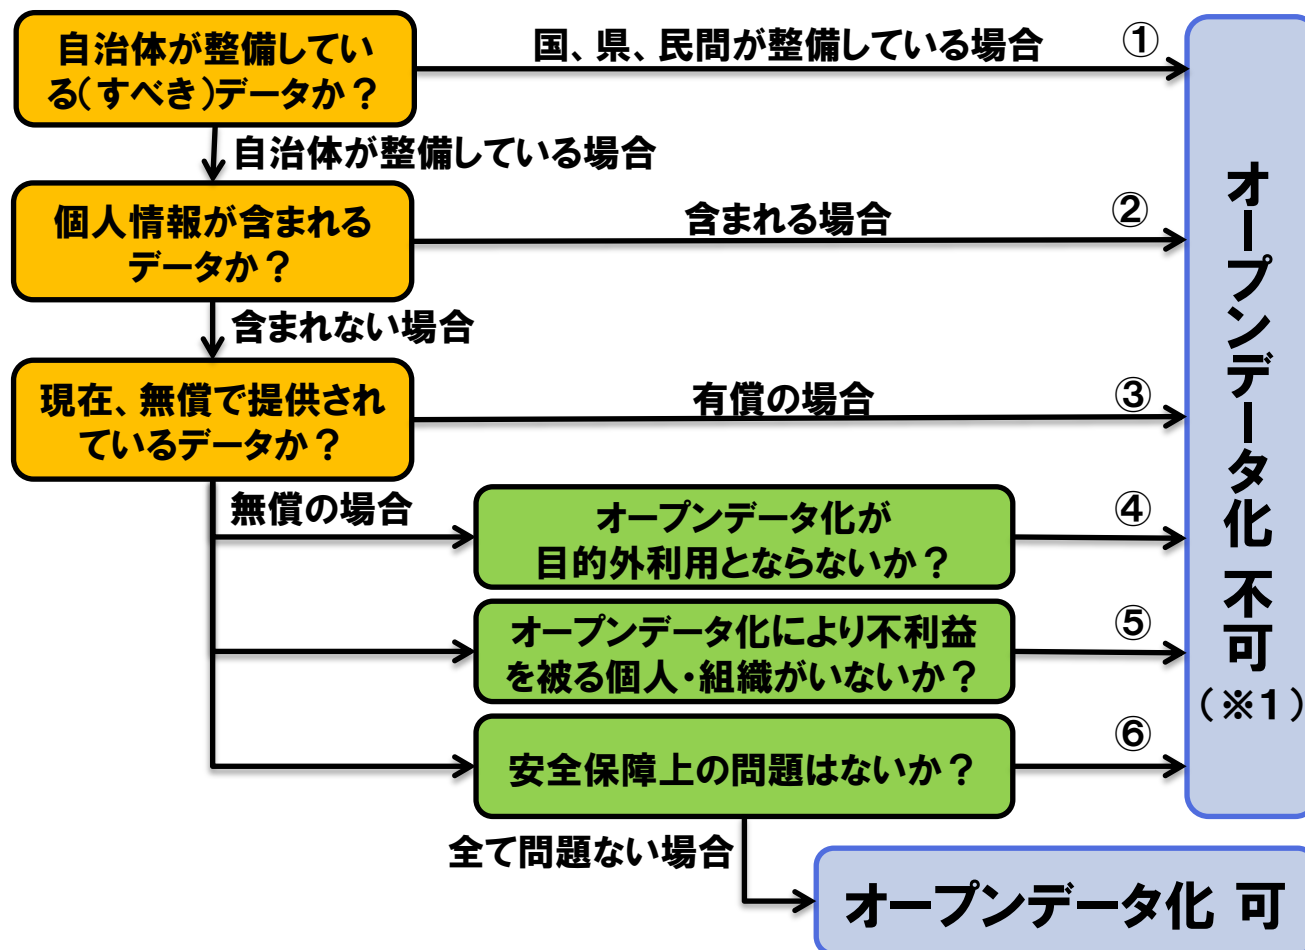 自治体が整備してい
る(すべき)データか？
国、県、民間が整備している場合
①
自治体が整備している場合
個人情報が含まれる
データか？
含まれる場合
②
含まれない場合
現在、無償で提供され
ているデータか？
有償の場合
③
無償の場合
オープンデータ化が
目的外利用とならないか？
④
オープンデータ化により不利益
を被る個人・組織がいないか？
⑤
安全保障上の問題はないか？
⑥
オープンデータ化 不可
(※1)
全て問題ない場合
オープンデータ化 可